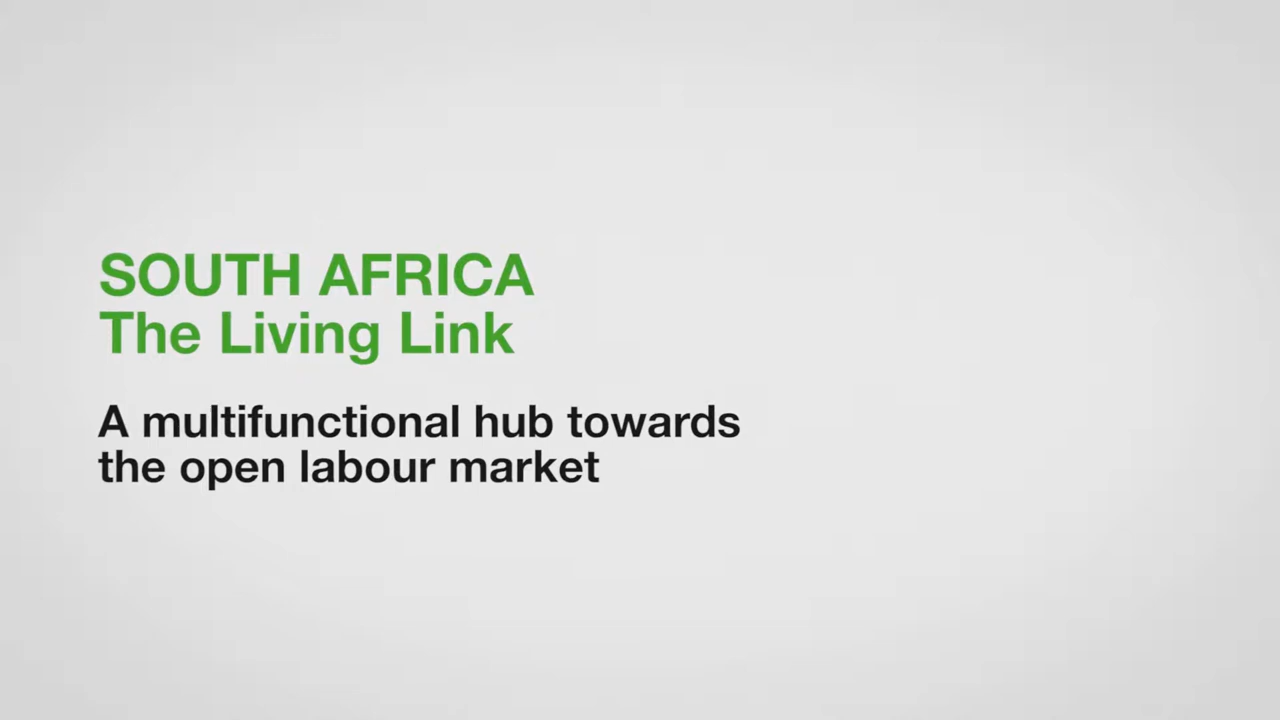 SOUTH AFRICA
The Living Link
A multifunctional hub towards
the open labour market